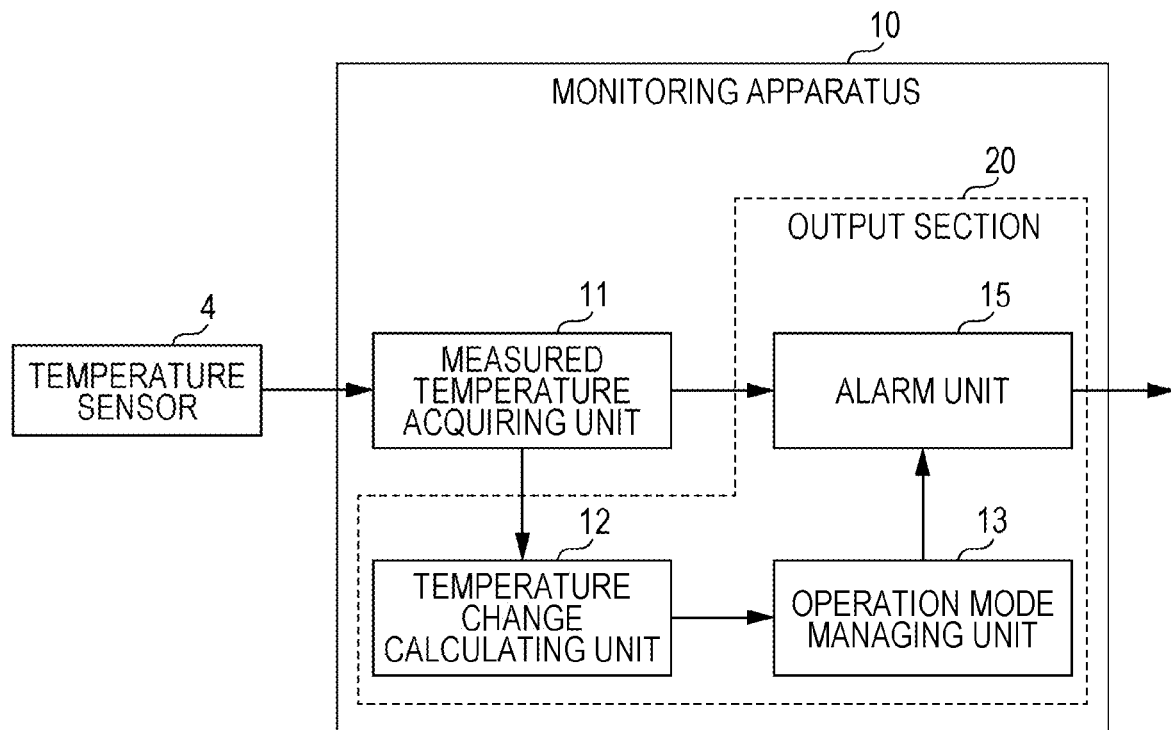 10
MONITORING APPARATUS
20
OUTPUT SECTION
4
TEMPERATURE
SENSOR
11
MEASURED
TEMPERATURE
ACQUIRING UNIT
15
ALARM UNIT
12
TEMPERATURE
CHANGE
CALCULATING UNIT
13
OPERATION MODE
MANAGING UNIT